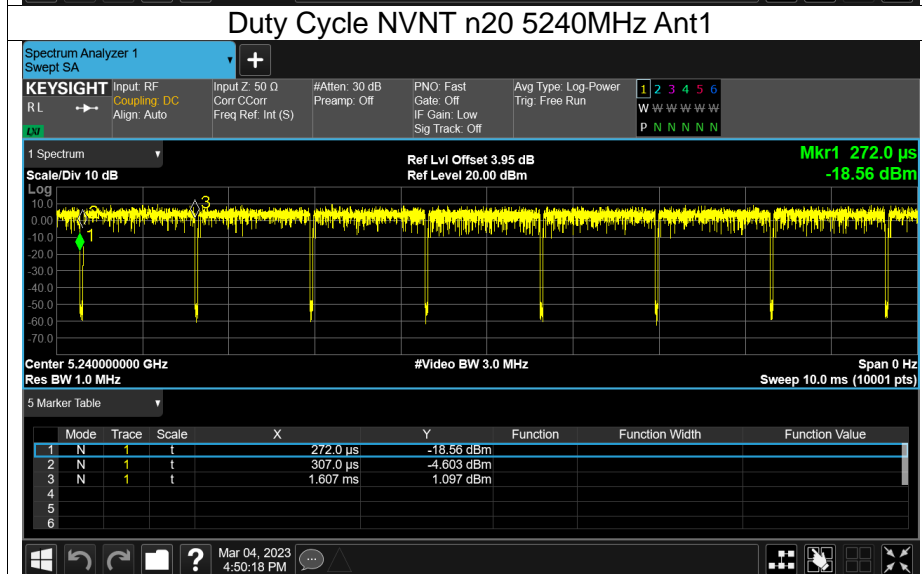 Duty Cycle NVNT n20 5240MHz Ant1
Spectrum Analyzer 1
Swept SA
+
KEYSIGHT Input: RF Input Z: 50 Ω #Atten: 30 dB PNO: Fast Avg Type: Log-Power 1 2 3 4 5 6
R L Coupling: DC Corr CCorr Preamp: Off Gate: Off Trig: Free Run W W W W W W
Align: Auto Freq Ref: Int (S) IF Gain: Low
LXI Sig Track: Off P N N N N N
1 Spectrum Ref Lvl Offset 3.95 dB Mkr1 272.0 µs
Scale/Div 10 dB Ref Level 20.00 dBm -18.56 dBm
Log
10.0 2 3
0.00
-10.0 1
-20.0
-30.0
-40.0
-50.0
-60.0
-70.0
Center 5.240000000 GHz #Video BW 3.0 MHz Span 0 Hz
Res BW 1.0 MHz Sweep 10.0 ms (10001 pts)
5 Marker Table
Mode Trace Scale X Y Function Function Width Function Value
1 N 1 t 272.0 µs -18.56 dBm
2 N 1 t 307.0 µs -4.603 dBm
3 N 1 t 1.607 ms 1.097 dBm
4
5
6
? Mar 04, 2023
4:50:18 PM